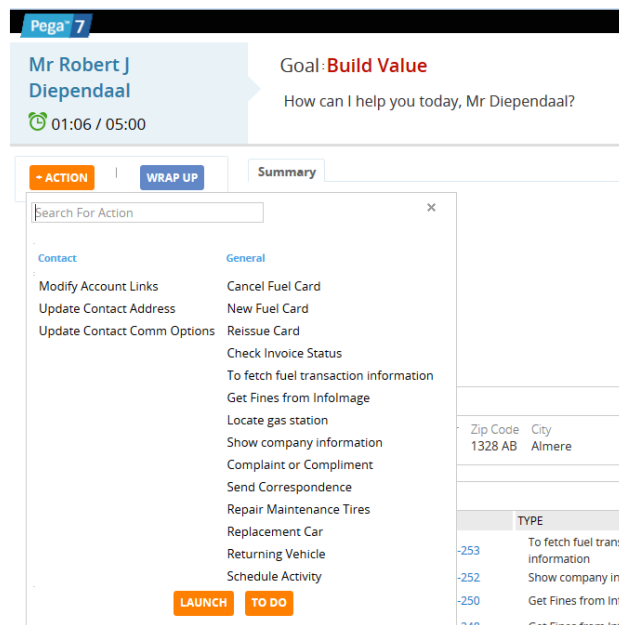 Pega™ 7
Mr Robert J
Diependaal
01:06 / 05:00
Goal: Build Value
How can I help you today, Mr Diependaal?
ACTION | WRAP UP
Summary
Search For Action ×
Contact
Modify Account Links
Update Contact Address
Update Contact Comm Options
General
Cancel Fuel Card
New Fuel Card
Reissue Card
Check Invoice Status
To fetch fuel transaction information
Get Fines from InfoImage
Locate gas station
Show company information
Complaint or Compliment
Send Correspondence
Repair Maintenance Tires
Replacement Car
Returning Vehicle
Schedule Activity
LAUNCH TO DO
Zip Code City
1328 AB Almere
TYPE
-253 To fetch fuel trans
information
-252 Show company in
-250 Get Fines from In